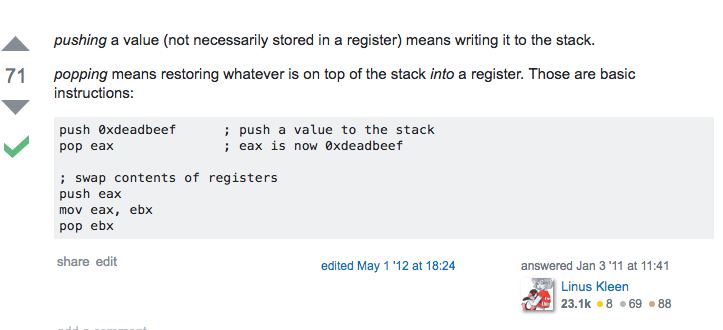 pushing a value (not necessarily stored in a register) means writing it to the stack.
71
popping means restoring whatever is on top of the stack into a register. Those are basic
instructions:
push 0xdeadbeef ; push a value to the stack
pop eax ; eax is now 0xdeadbeef
; swap contents of registers
push eax
mov eax, ebx
pop ebx
share edit
edited May 1 '12 at 18:24
answered Jan 3 '11 at 11:41
Linus Kleen
23.1k 8 69 88